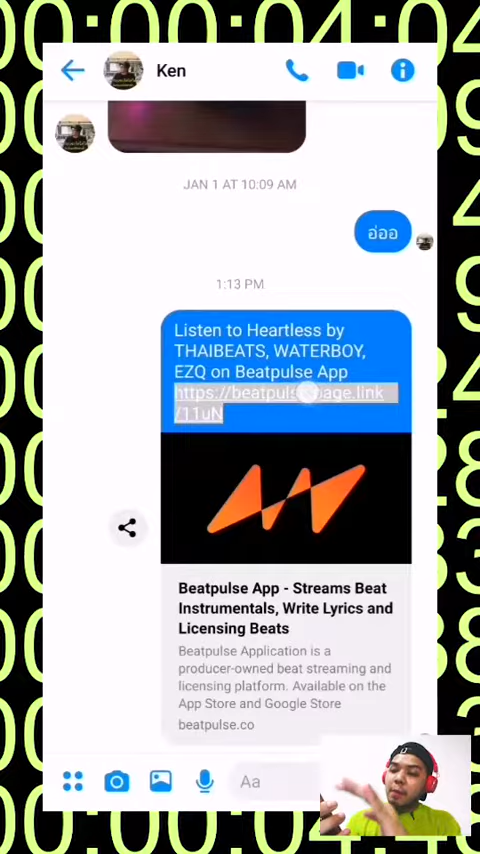 Ken
JAN 1 AT 10:09 AM
อ่ออ
1:13 PM
Listen to Heartless by
THAIBEATS, WATERBOY,
EZQ on Beatpulse App
/11uN
Beatpulse App - Streams Beat
Instrumentals, Write Lyrics and
Licensing Beats
Beatpulse Application is a
producer-owned beat streaming and
licensing platform. Available on the
App Store and Google Store
beatpulse.co
Aa